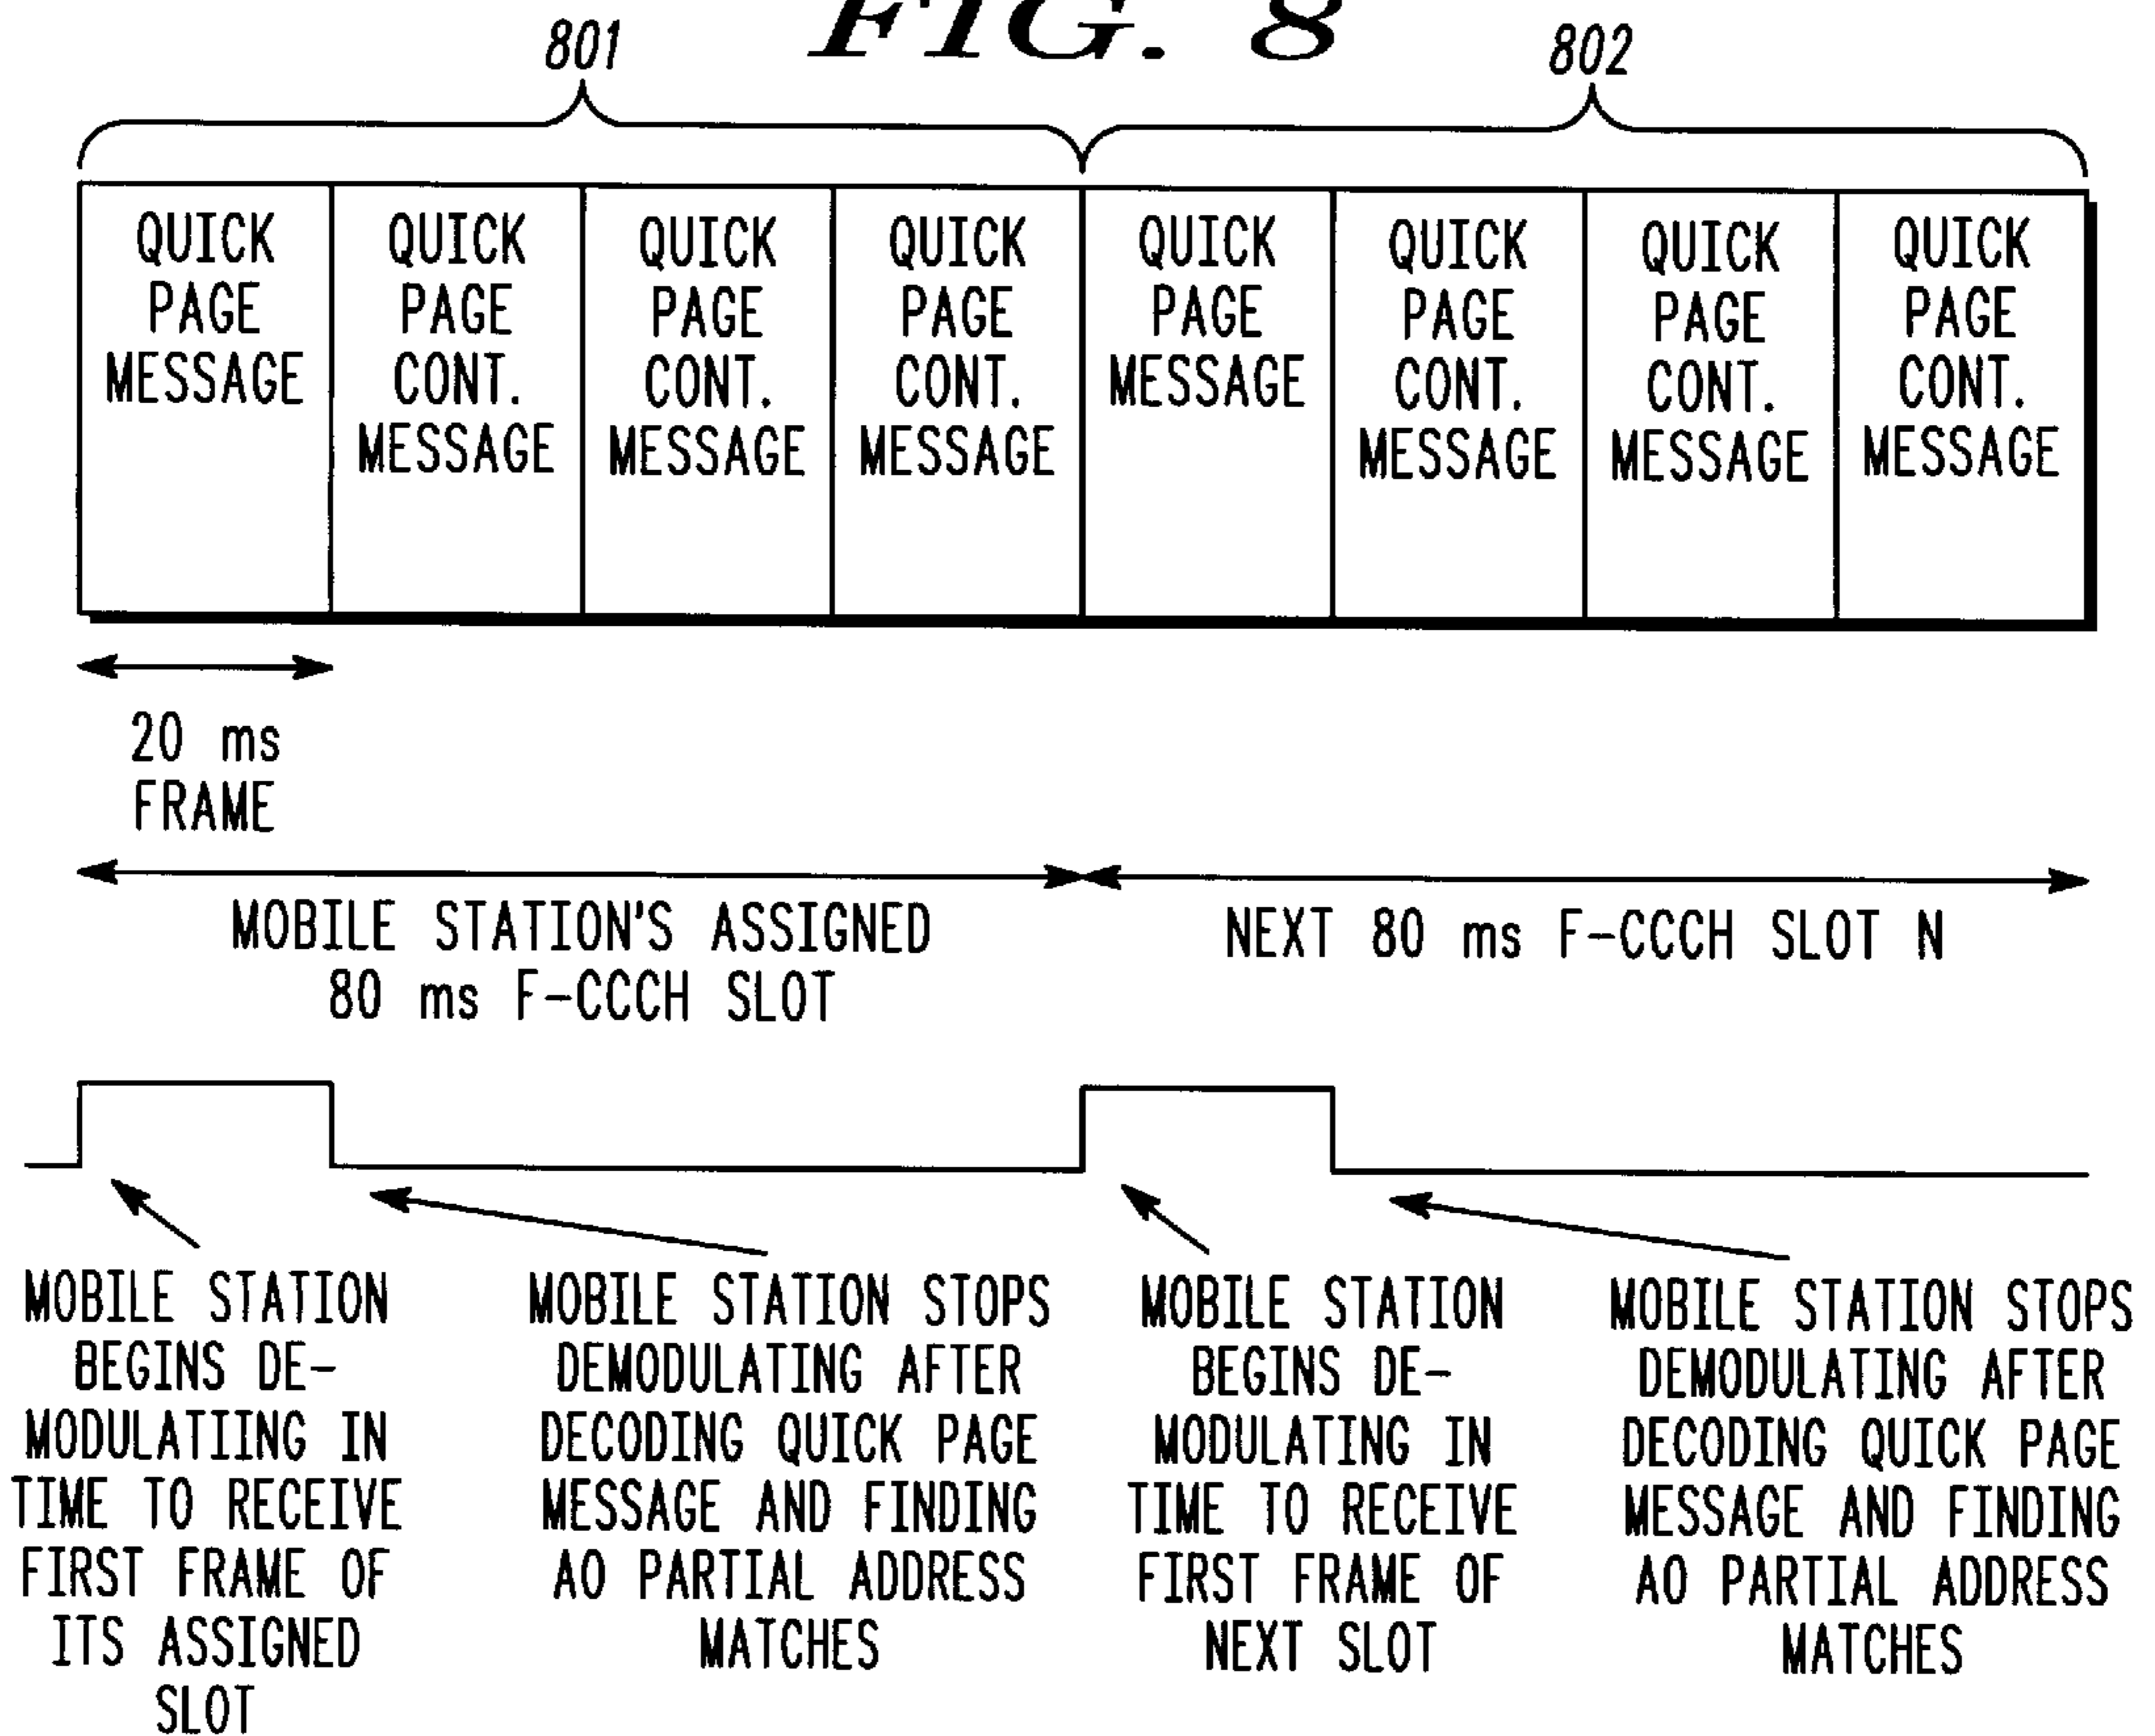 FIG. 8
801
802
QUICK
PAGE
MESSAGE
QUICK
PAGE
CONT.
MESSAGE
QUICK
PAGE
CONT.
MESSAGE
QUICK
PAGE
CONT.
MESSAGE
QUICK
PAGE
MESSAGE
QUICK
PAGE
CONT.
MESSAGE
QUICK
PAGE
CONT.
MESSAGE
QUICK
PAGE
CONT.
MESSAGE
20 ms
FRAME
MOBILE STATION'S ASSIGNED
80 ms F-CCCH SLOT
NEXT 80 ms F-CCCH SLOT N
MOBILE STATION
BEGINS DE-
MODULATIING IN
TIME TO RECEIVE
FIRST FRAME OF
ITS ASSIGNED
SLOT
MOBILE STATION STOPS
DEMODULATING AFTER
DECODING QUICK PAGE
MESSAGE AND FINDING
AO PARTIAL ADDRESS
MATCHES
MOBILE STATION
BEGINS DE-
MODULATING IN
TIME TO RECEIVE
FIRST FRAME OF
NEXT SLOT
MOBILE STATION STOPS
DEMODULATING AFTER
DECODING QUICK PAGE
MESSAGE AND FINDING
AO PARTIAL ADDRESS
MATCHES